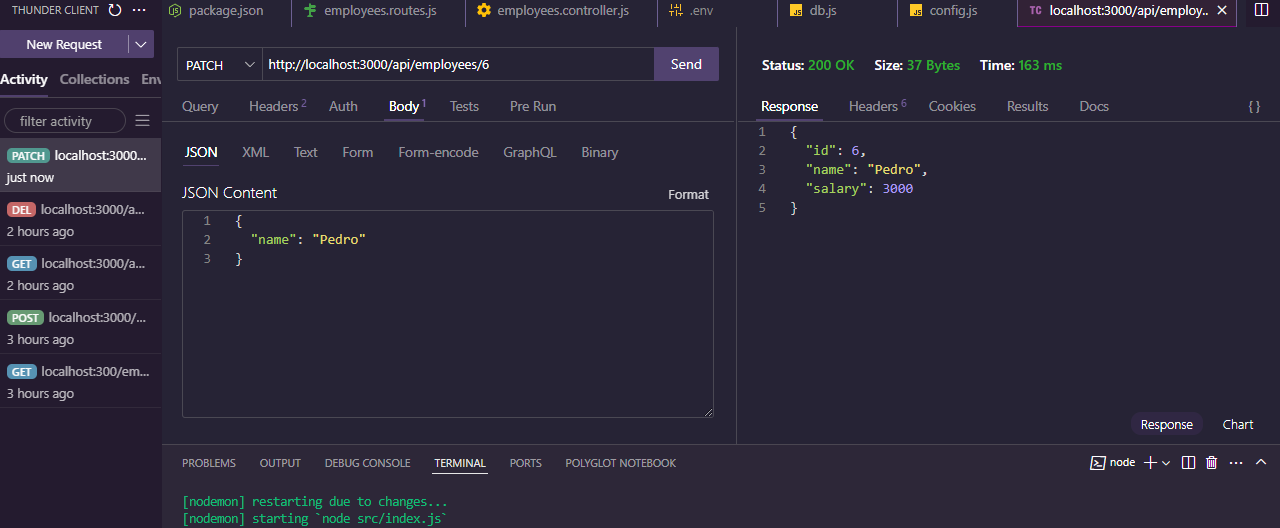 THUNDER CLIENT
package.json
employees.routes.js
employees.controller.js
.env
db.js
config.js
TC localhost:3000/api/employ..
New Request
Activity Collections Env
filter activity
PATCH localhost:3000...
just now
DEL localhost:3000/a...
2 hours ago
GET localhost:3000/a...
2 hours ago
POST localhost:3000/...
3 hours ago
GET localhost:300/em...
3 hours ago
PATCH http://localhost:3000/api/employees/6 Send
Query Headers 2 Auth Body 1 Tests Pre Run
JSON XML Text Form Form-encode GraphQL Binary
JSON Content Format
1 {
2 "name": "Pedro"
3 }
Status: 200 OK Size: 37 Bytes Time: 163 ms
Response Headers 6 Cookies Results Docs {}
1 {
2 "id": 6,
3 "name": "Pedro",
4 "salary": 3000
5 }
Response Chart
PROBLEMS OUTPUT DEBUG CONSOLE TERMINAL PORTS POLYGLOT NOTEBOOK node
[nodemon] restarting due to changes...
[nodemon] starting `node src/index.js`